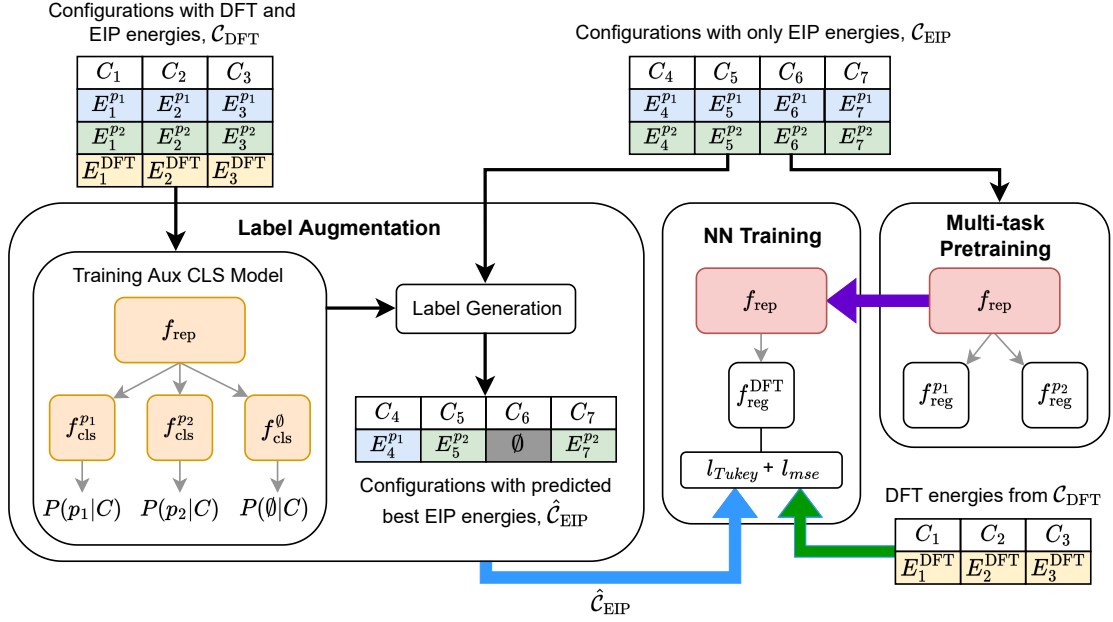 Configurations with DFT and
EIP energies, 𝒞_DFT
C_1 C_2 C_3
E_1^{p_1} E_2^{p_1} E_3^{p_1}
E_1^{p_2} E_2^{p_2} E_3^{p_2}
E_1^{DFT} E_2^{DFT} E_3^{DFT}
Configurations with only EIP energies, 𝒞_EIP
C_4 C_5 C_6 C_7
E_4^{p_1} E_5^{p_1} E_6^{p_1} E_7^{p_1}
E_4^{p_2} E_5^{p_2} E_6^{p_2} E_7^{p_2}
Label Augmentation
Training Aux CLS Model
f_rep
f_cls^{p_1} f_cls^{p_2} f_cls^∅
P(p_1|C) P(p_2|C) P(∅|C)
Label Generation
C_4 C_5 C_6 C_7
E_4^{p_1} E_5^{p_2} ∅ E_7^{p_2}
Configurations with predicted
best EIP energies, 𝒞̂_EIP
NN Training
f_rep
f_reg^{DFT}
l_{Tukey} + l_{mse}
Multi-task
Pretraining
f_rep
f_reg^{p_1} f_reg^{p_2}
DFT energies from 𝒞_DFT
C_1 C_2 C_3
E_1^{DFT} E_2^{DFT} E_3^{DFT}
𝒞̂_EIP